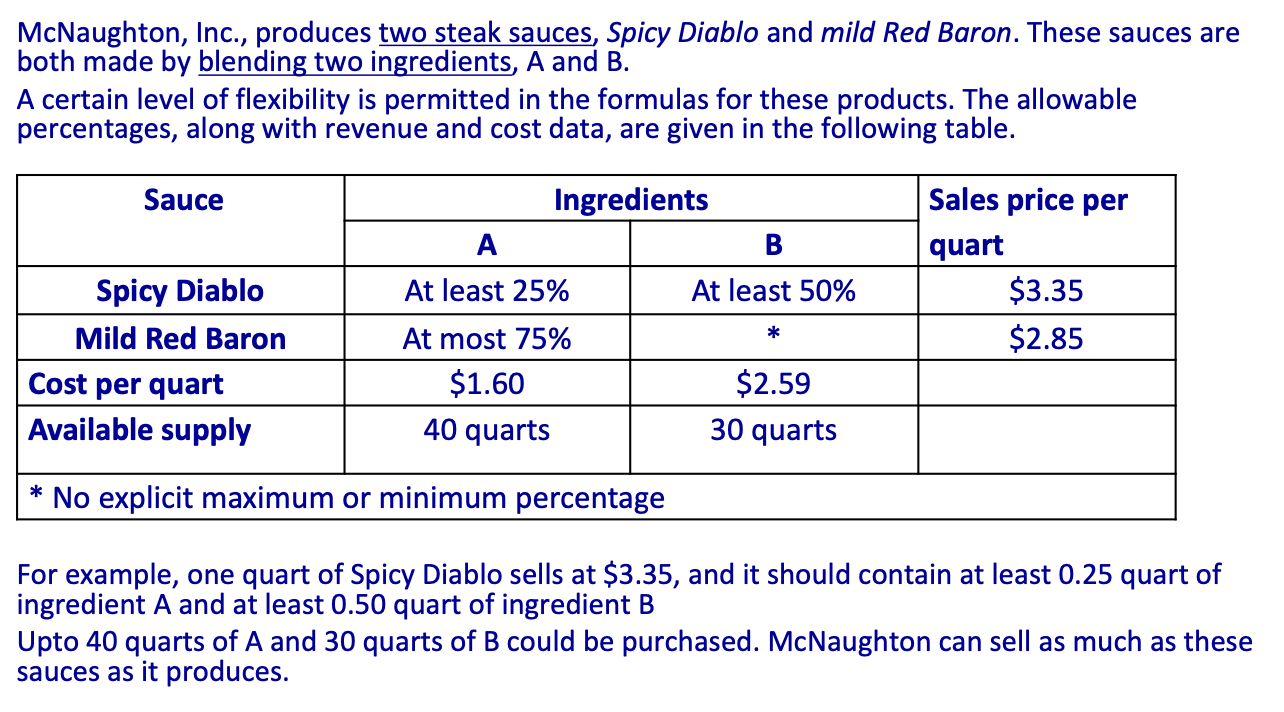 McNaughton, Inc., produces two steak sauces, Spicy Diablo and mild Red Baron. These sauces are
both made by blending two ingredients, A and B.
A certain level of flexibility is permitted in the formulas for these products. The allowable
percentages, along with revenue and cost data, are given in the following table.
Sauce Ingredients Sales price per
A B quart
Spicy Diablo At least 25% At least 50% $3.35
Mild Red Baron At most 75% * $2.85
Cost per quart $1.60 $2.59
Available supply 40 quarts 30 quarts
* No explicit maximum or minimum percentage
For example, one quart of Spicy Diablo sells at $3.35, and it should contain at least 0.25 quart of
ingredient A and at least 0.50 quart of ingredient B
Upto 40 quarts of A and 30 quarts of B could be purchased. McNaughton can sell as much as these
sauces as it produces.